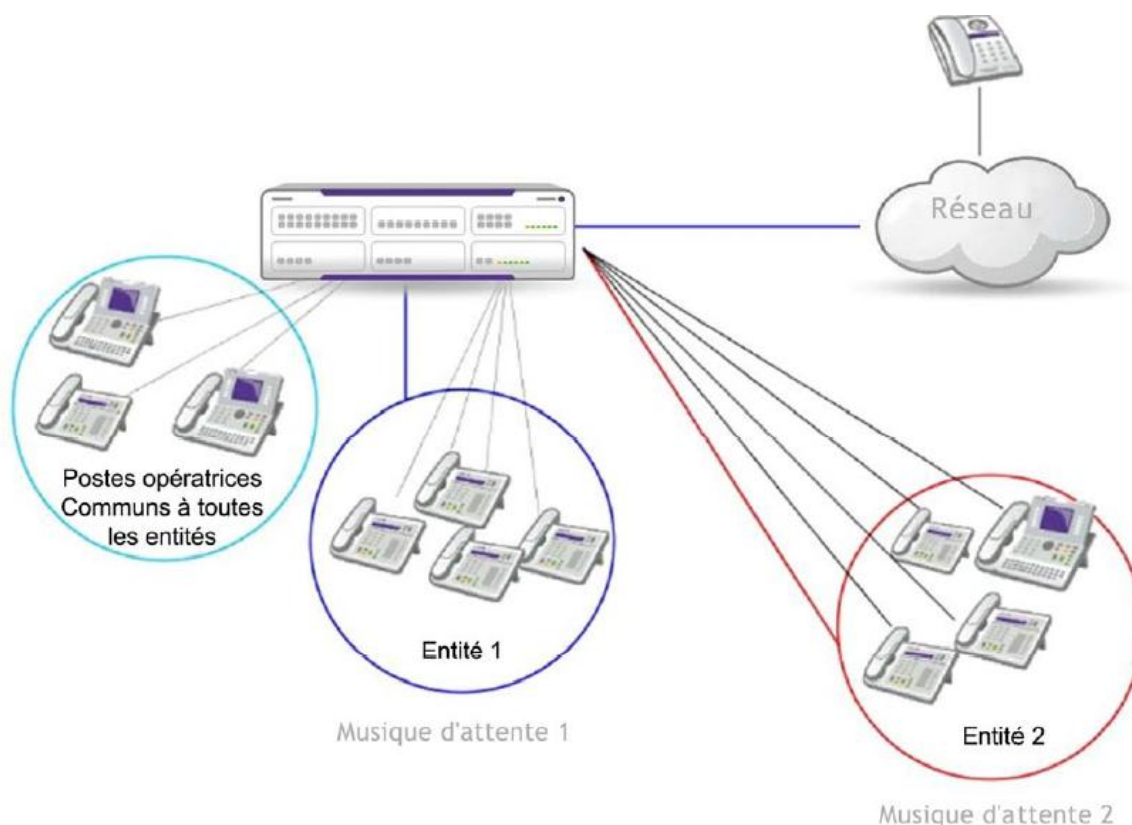 Réseau
Postes opératrices
Communs à toutes
les entités
Entité 1
Musique d'attente 1
Entité 2
Musique d'attente 2